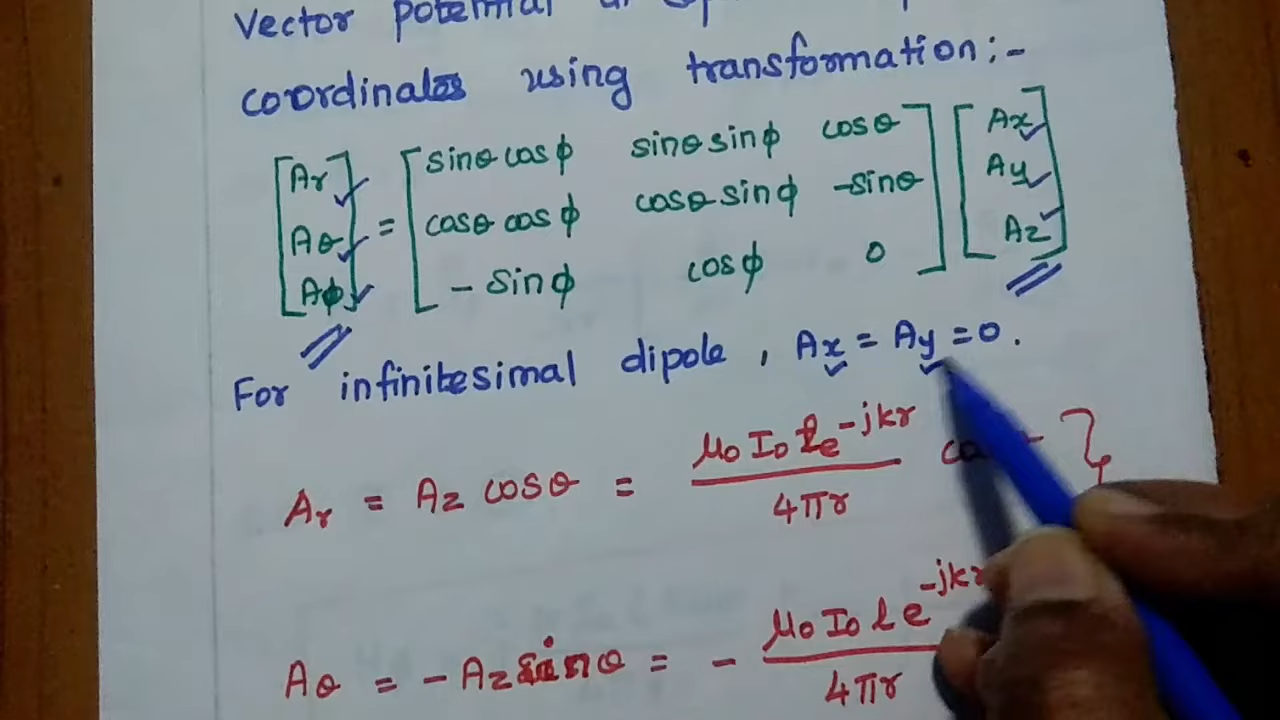 Vector potential
coordinates using transformation:-
[Ar Aθ Aϕ] = [sinθ cosϕ sinθ sinϕ cosθ cosθ cosϕ cosθ sinϕ -sinθ - sinϕ cosϕ 0] [Ax Ay Az]
For infinitesimal dipole, Ax = Ay = 0.
Ar = Az cosθ = μ0 I0 l e^-jkr / 4πr }
Aθ = - Az sinθ = - μ0 I0 l e^-jkr / 4πr